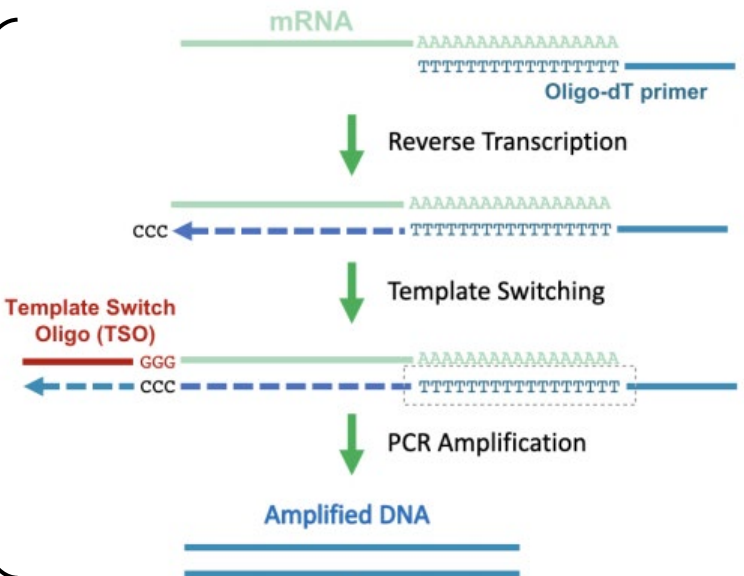 mRNA
AAAAAAAAAAAAAAAAA
TTTTTTTTTTTTTTTTT
Oligo-dT primer
Reverse Transcription
AAAAAAAAAAAAAAAAA
CCC
TTTTTTTTTTTTTTTTT
Template Switching
Template Switch
Oligo (TSO)
GGG
AAAAAAAAAAAAAAAAA
CCC
TTTTTTTTTTTTTTTTT
PCR Amplification
Amplified DNA